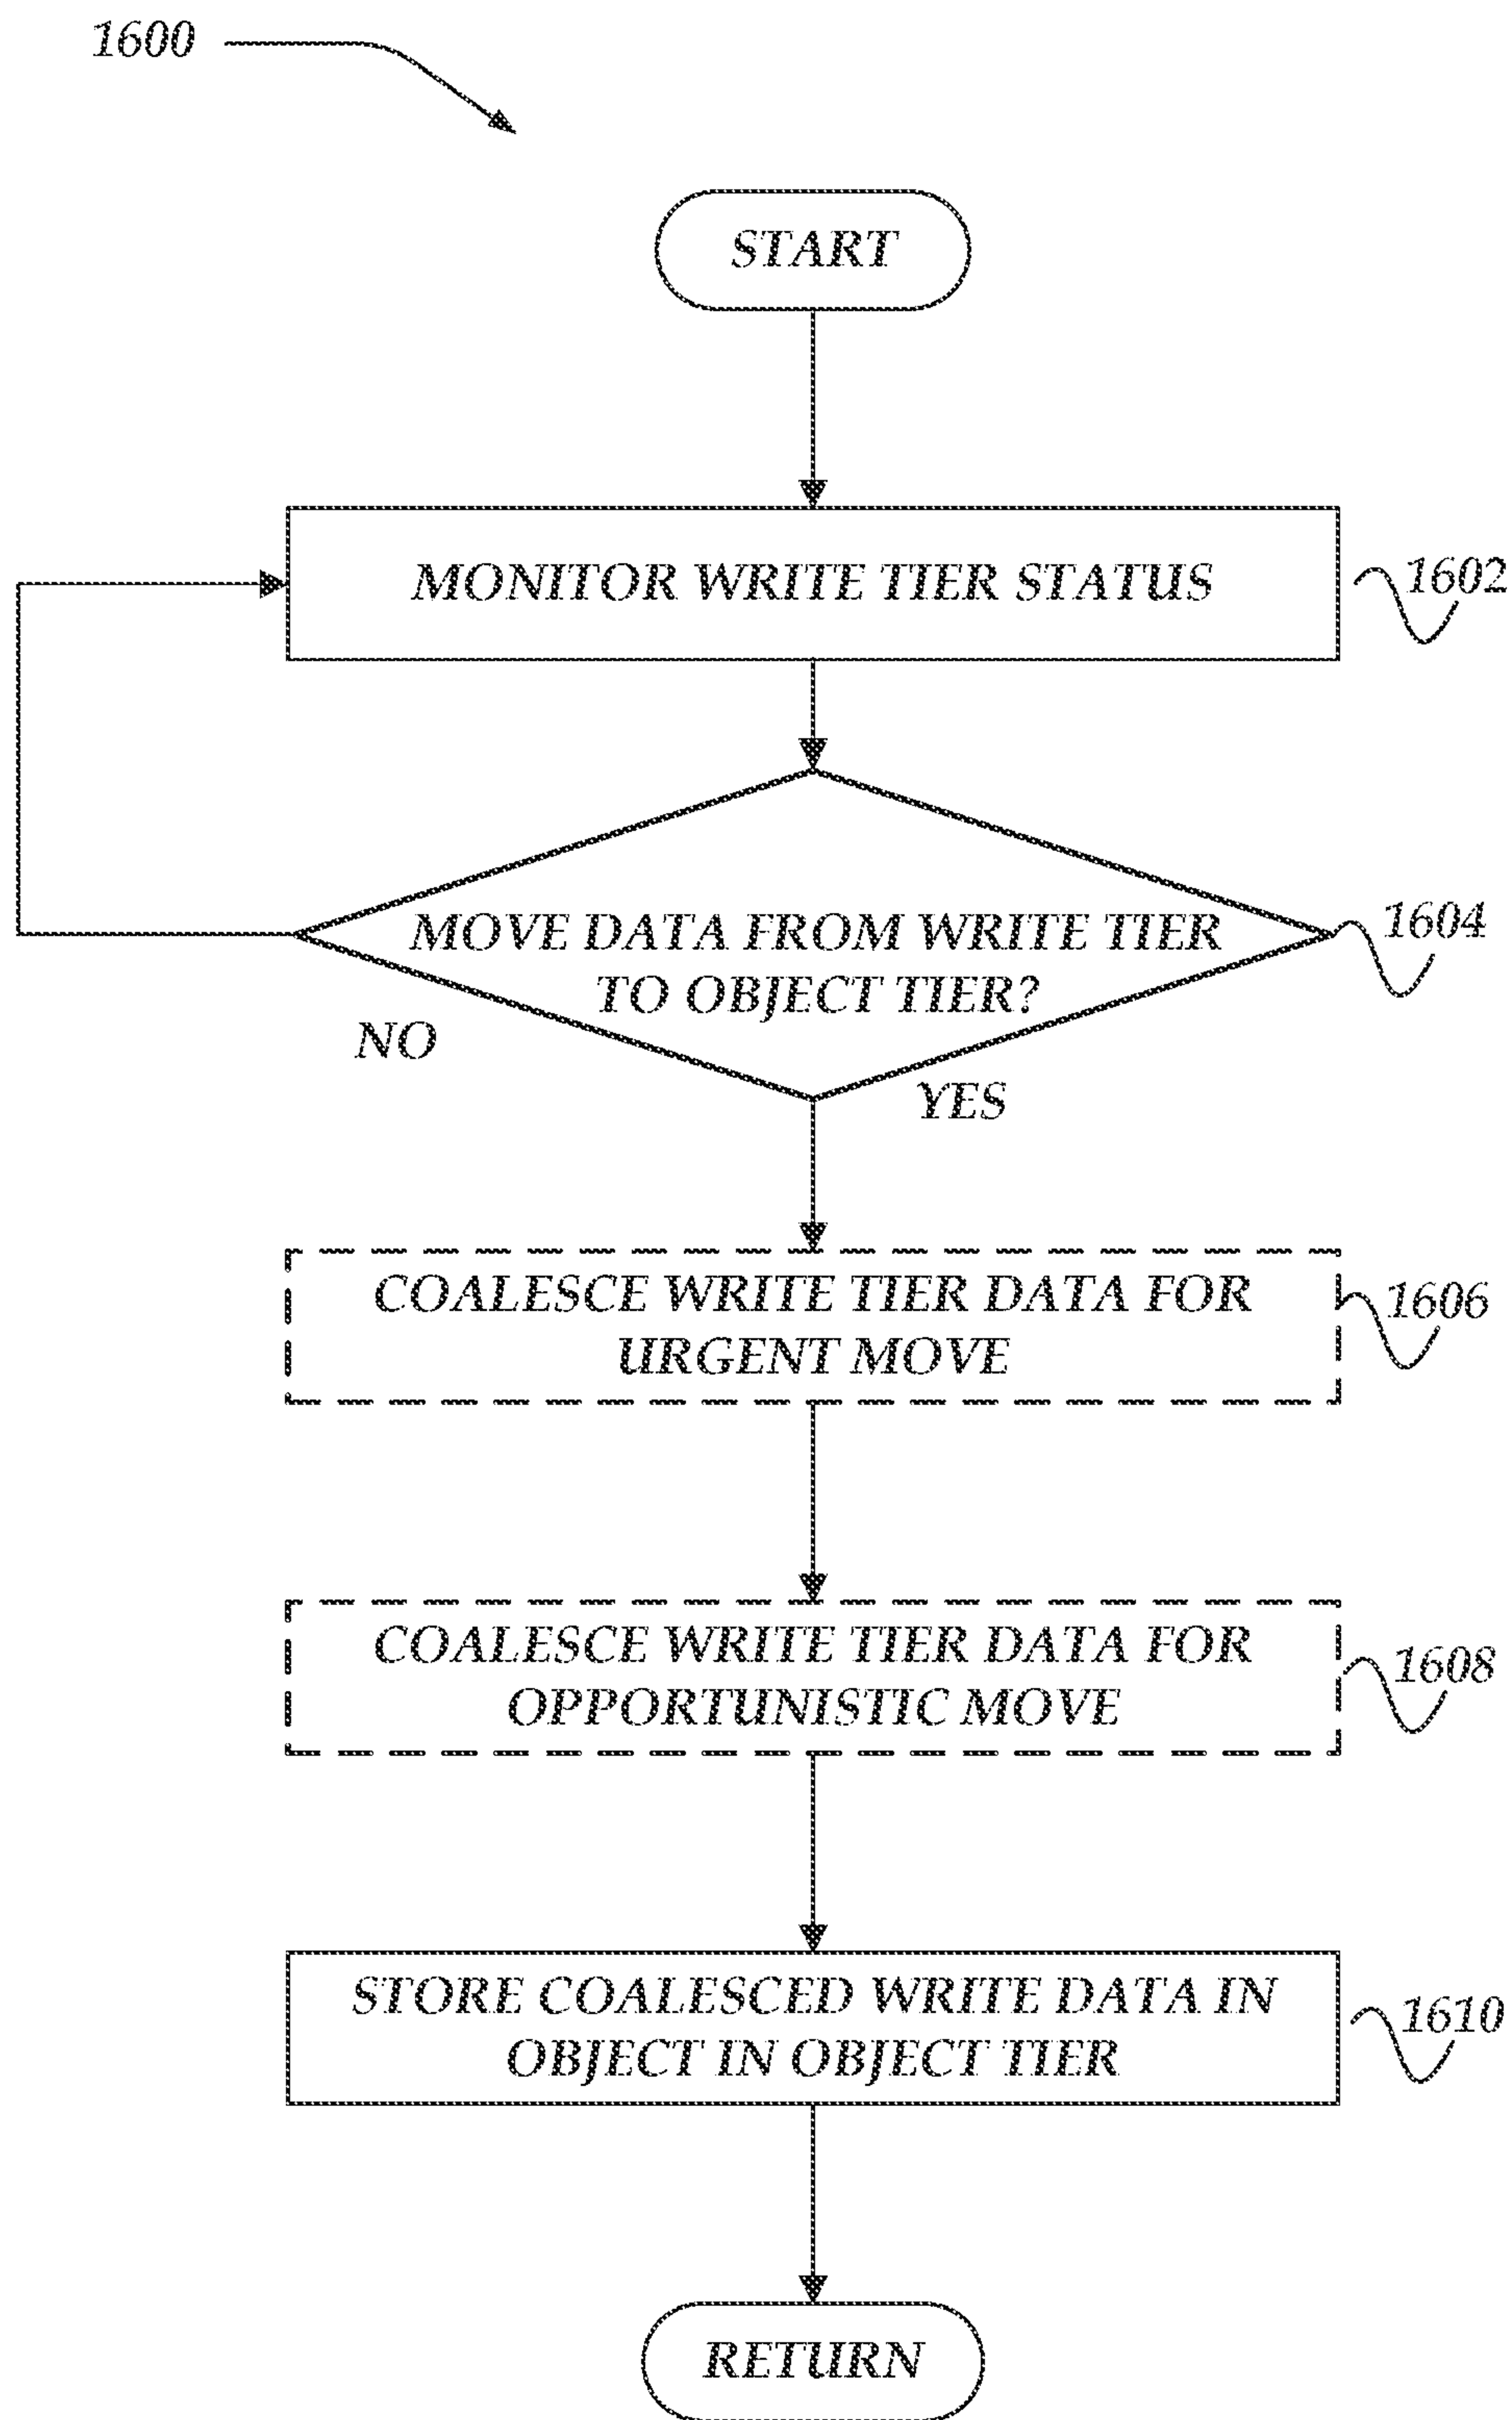 1600
START
MONITOR WRITE TIER STATUS
1602
MOVE DATA FROM WRITE TIER
TO OBJECT TIER?
1604
NO
YES
COALESCE WRITE TIER DATA FOR
URGENT MOVE
1606
COALESCE WRITE TIER DATA FOR
OPPORTUNISTIC MOVE
1608
STORE COALESCED WRITE DATA IN
OBJECT IN OBJECT TIER
1610
RETURN